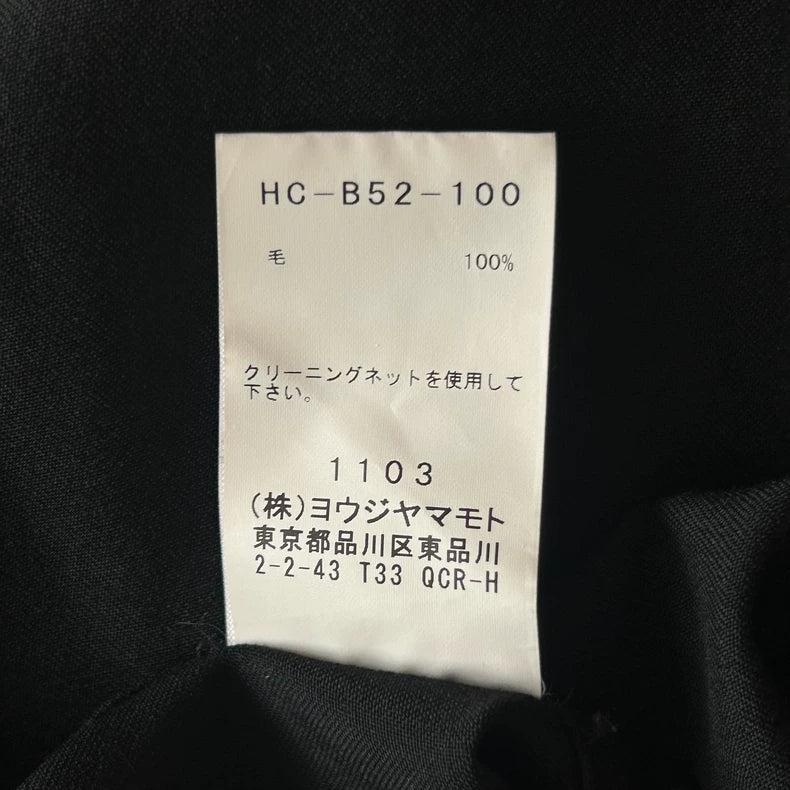 HC-B52-100
毛 100%
クリーニングネットを使用して
下さい。
1103
(株)ヨウジヤマモト
東京都品川区東品川
2-2-43 T33 QCR-H